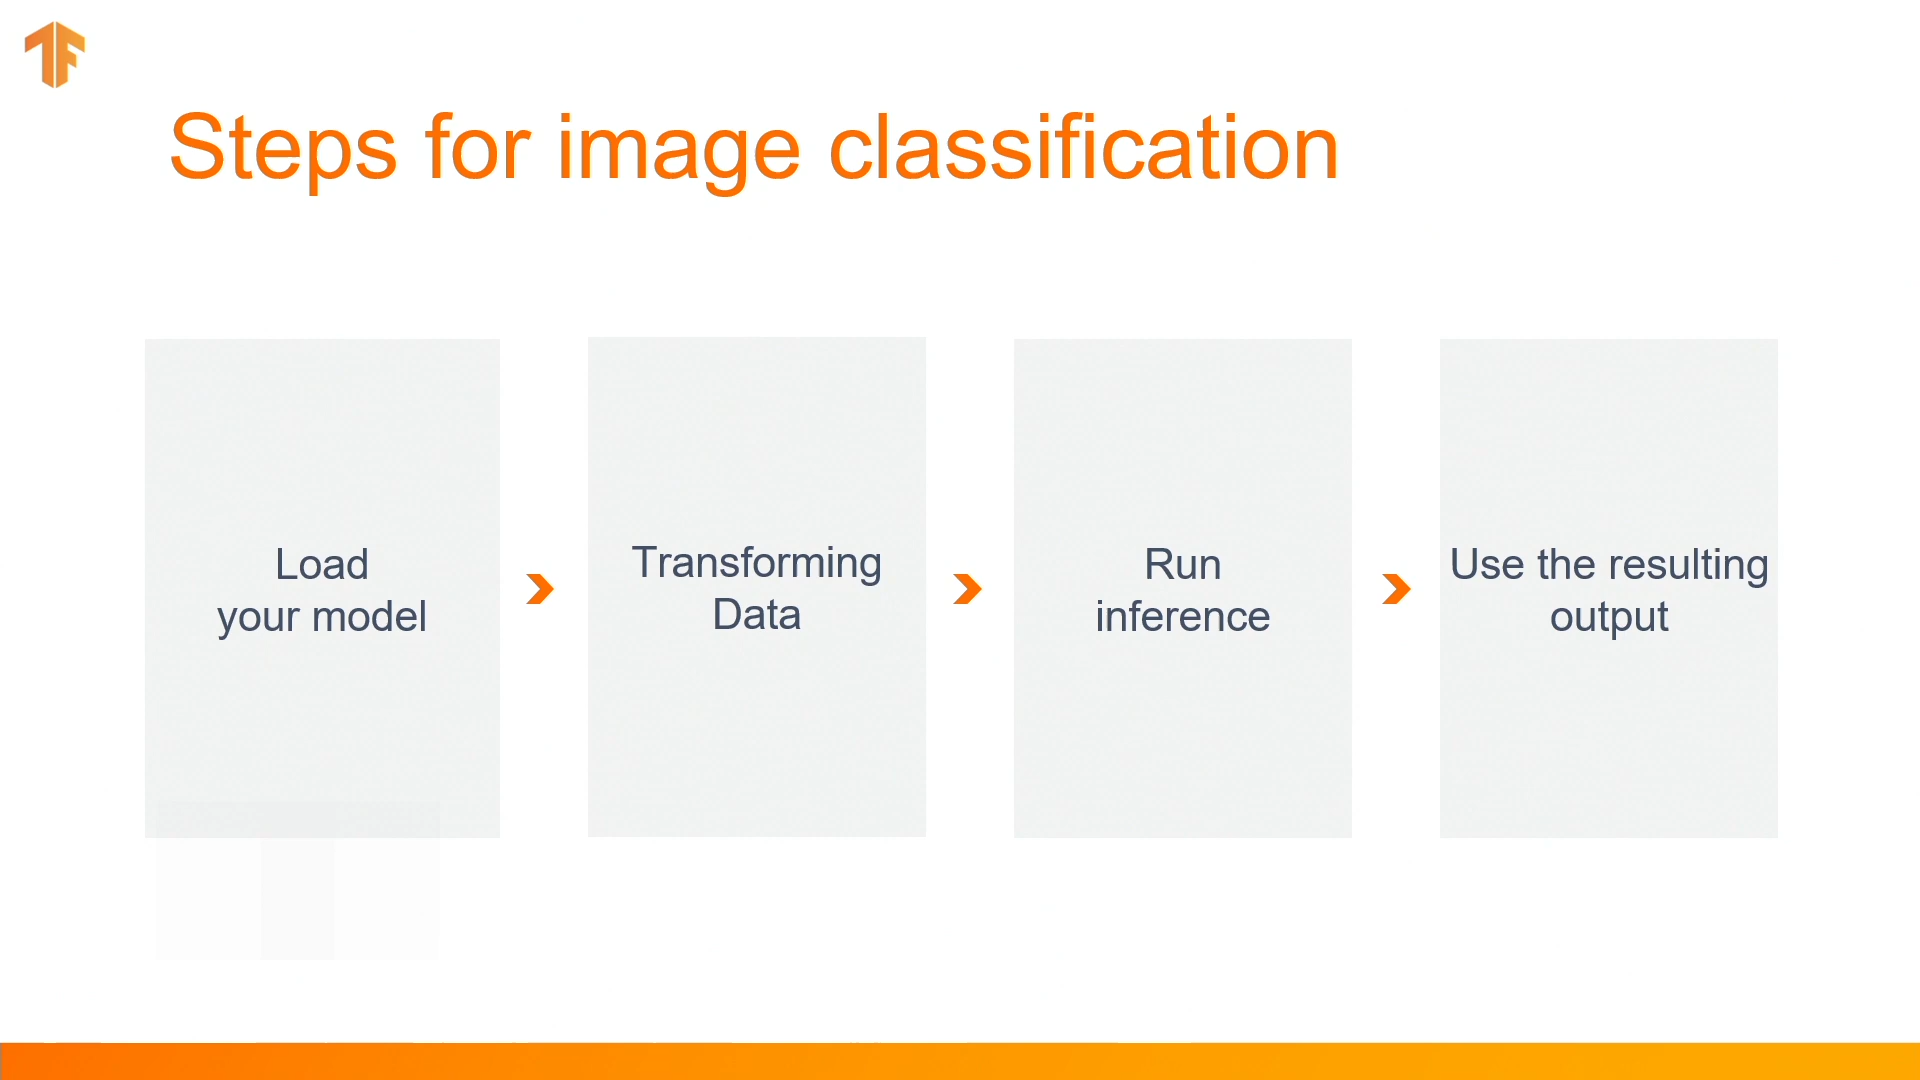 Steps for image classification
Load
your model
Transforming
Data
Run
inference
Use the resulting
output